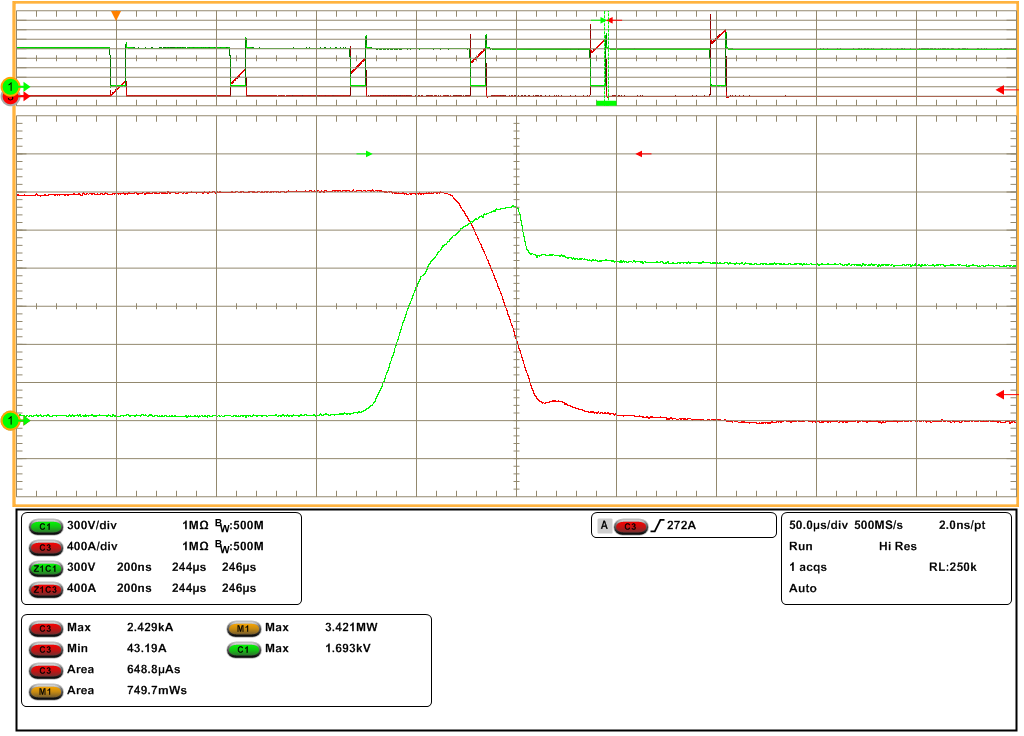 1
1
C1 300V/div 1MΩ BW:500M
C3 400A/div 1MΩ BW:500M
Z1C1 300V 200ns 244µs 246µs
Z1C3 400A 200ns 244µs 246µs
A C3 272A
50.0µs/div 500MS/s 2.0ns/pt
Run Hi Res
1 acqs RL:250k
Auto
C3 Max 2.429kA M1 Max 3.421MW
C3 Min 43.19A C1 Max 1.693kV
C3 Area 648.8µAs
M1 Area 749.7mWs